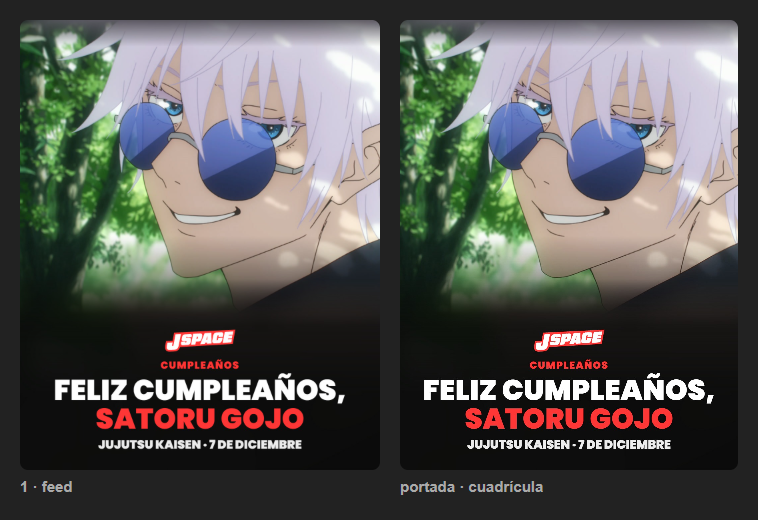 JSPACE
CUMPLEAÑOS
FELIZ CUMPLEAÑOS,
SATORU GOJO
JUJUTSU KAISEN · 7 DE DICIEMBRE
1 · feed
JSPACE
CUMPLEAÑOS
FELIZ CUMPLEAÑOS,
SATORU GOJO
JUJUTSU KAISEN · 7 DE DICIEMBRE
portada · cuadrícula